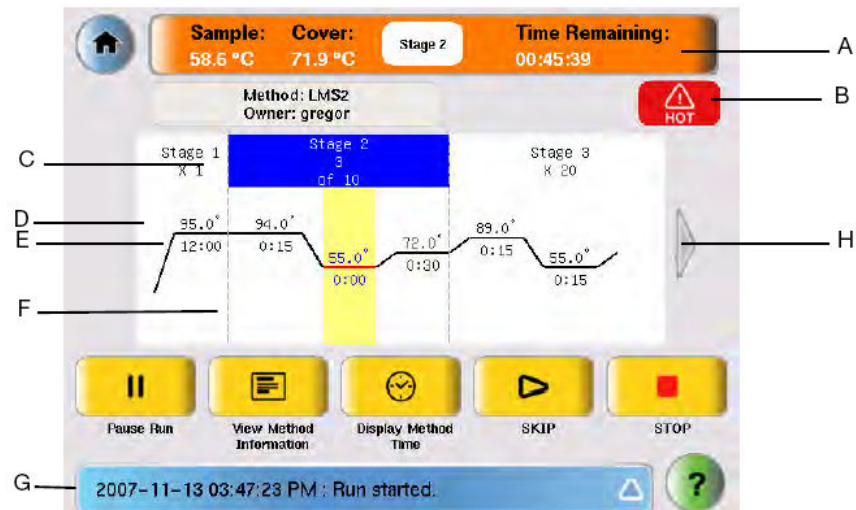 Sample: Cover: Stage 2 Time Remaining:
58.6 °C 71.9 °C 00:45:39
A
Method: LMS2
Owner: gregor
HOT
B
C
Stage 1
X 1
Stage 2
3
of 10
Stage 3
X 20
D
E
95.0°
12:00
94.0°
0:15
55.0°
0:00
72.0°
0:30
89.0°
0:15
55.0°
0:15
H
F
Pause Run
View Method
Information
Display Method
Time
SKIP
STOP
G
2007-11-13 03:47:23 PM : Run started.
?